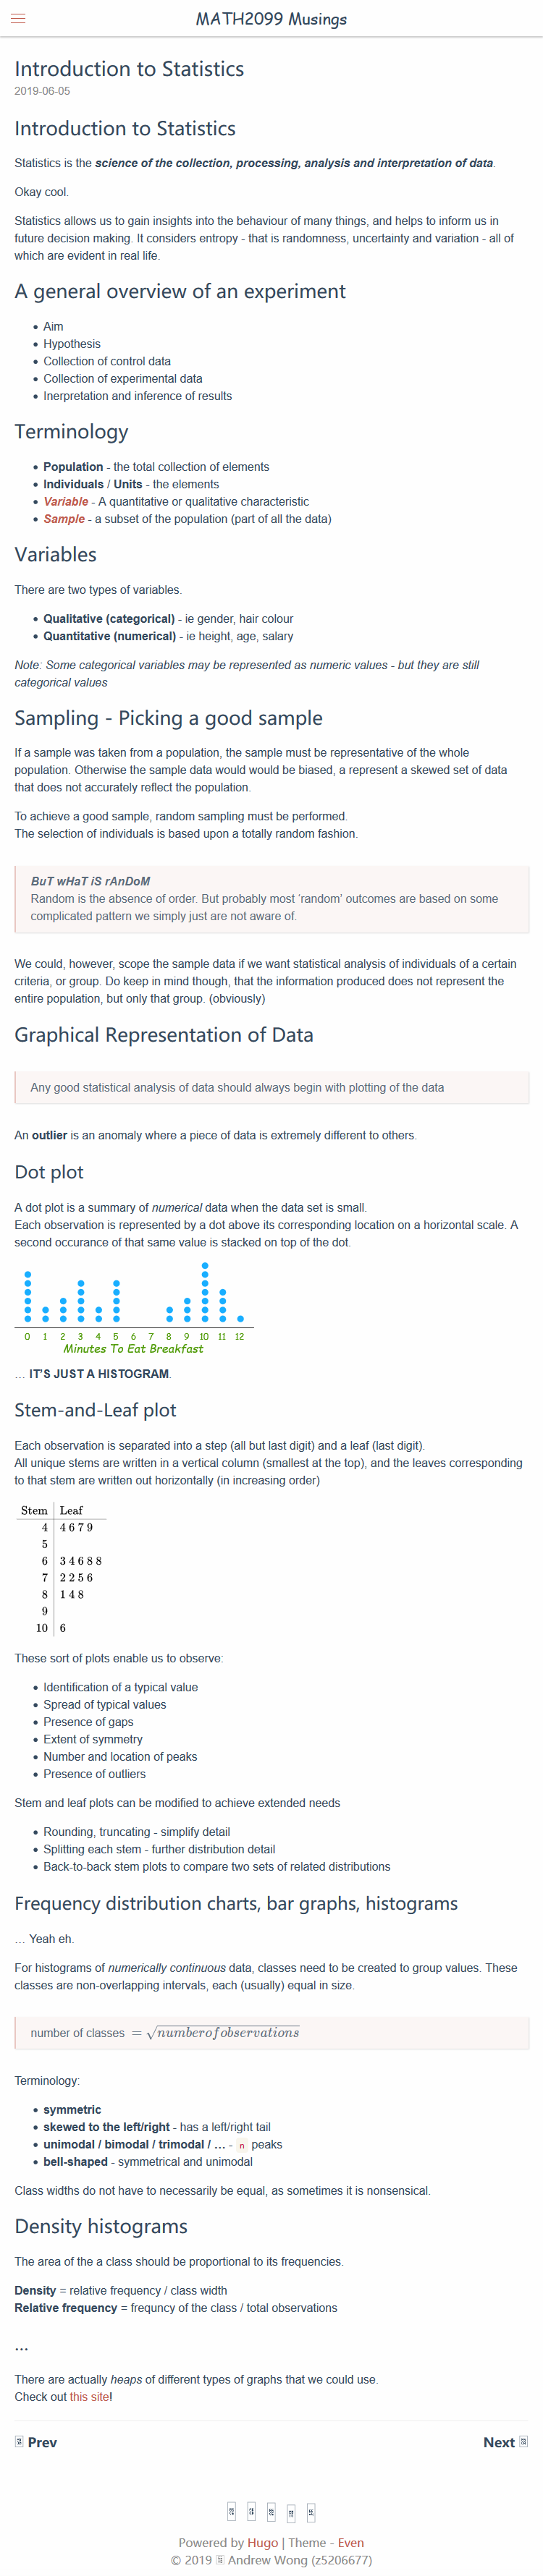 MATH2099 Musings
Introduction to Statistics
2019-06-05
Introduction to Statistics
Statistics is the science of the collection, processing, analysis and interpretation of data.
Okay cool.
Statistics allows us to gain insights into the behaviour of many things, and helps to inform us in
future decision making. It considers entropy - that is randomness, uncertainty and variation - all of
which are evident in real life.
A general overview of an experiment
• Aim
• Hypothesis
• Collection of control data
• Collection of experimental data
• Inerpretation and inference of results
Terminology
• Population - the total collection of elements
• Individuals / Units - the elements
• Variable - A quantitative or qualitative characteristic
• Sample - a subset of the population (part of all the data)
Variables
There are two types of variables.
• Qualitative (categorical) - ie gender, hair colour
• Quantitative (numerical) - ie height, age, salary
Note: Some categorical variables may be represented as numeric values - but they are still
categorical values
Sampling - Picking a good sample
If a sample was taken from a population, the sample must be representative of the whole
population. Otherwise the sample data would would be biased, a represent a skewed set of data
that does not accurately reflect the population.
To achieve a good sample, random sampling must be performed.
The selection of individuals is based upon a totally random fashion.
BuT wHaT iS rAnDoM
Random is the absence of order. But probably most 'random' outcomes are based on some
complicated pattern we simply just are not aware of.
We could, however, scope the sample data if we want statistical analysis of individuals of a certain
criteria, or group. Do keep in mind though, that the information produced does not represent the
entire population, but only that group. (obviously)
Graphical Representation of Data
Any good statistical analysis of data should always begin with plotting of the data
An outlier is an anomaly where a piece of data is extremely different to others.
Dot plot
A dot plot is a summary of numerical data when the data set is small.
Each observation is represented by a dot above its corresponding location on a horizontal scale. A
second occurance of that same value is stacked on top of the dot.
0 1 2 3 4 5 6 7 8 9 10 11 12
Minutes To Eat Breakfast
… IT'S JUST A HISTOGRAM.
Stem-and-Leaf plot
Each observation is separated into a step (all but last digit) and a leaf (last digit).
All unique stems are written in a vertical column (smallest at the top), and the leaves corresponding
to that stem are written out horizontally (in increasing order)
Stem Leaf
4 4 6 7 9
5
6 3 4 6 8 8
7 2 2 5 6
8 1 4 8
9
10 6
These sort of plots enable us to observe:
• Identification of a typical value
• Spread of typical values
• Presence of gaps
• Extent of symmetry
• Number and location of peaks
• Presence of outliers
Stem and leaf plots can be modified to achieve extended needs
• Rounding, truncating - simplify detail
• Splitting each stem - further distribution detail
• Back-to-back stem plots to compare two sets of related distributions
Frequency distribution charts, bar graphs, histograms
… Yeah eh.
For histograms of numerically continuous data, classes need to be created to group values. These
classes are non-overlapping intervals, each (usually) equal in size.
number of classes = √numberofobservations
Terminology:
• symmetric
• skewed to the left/right - has a left/right tail
• unimodal / bimodal / trimodal / … - n peaks
• bell-shaped - symmetrical and unimodal
Class widths do not have to necessarily be equal, as sometimes it is nonsensical.
Density histograms
The area of the a class should be proportional to its frequencies.
Density = relative frequency / class width
Relative frequency = frequncy of the class / total observations
…
There are actually heaps of different types of graphs that we could use.
Check out this site!
Prev Next
Powered by Hugo | Theme - Even
© 2019 Andrew Wong (z5206677)